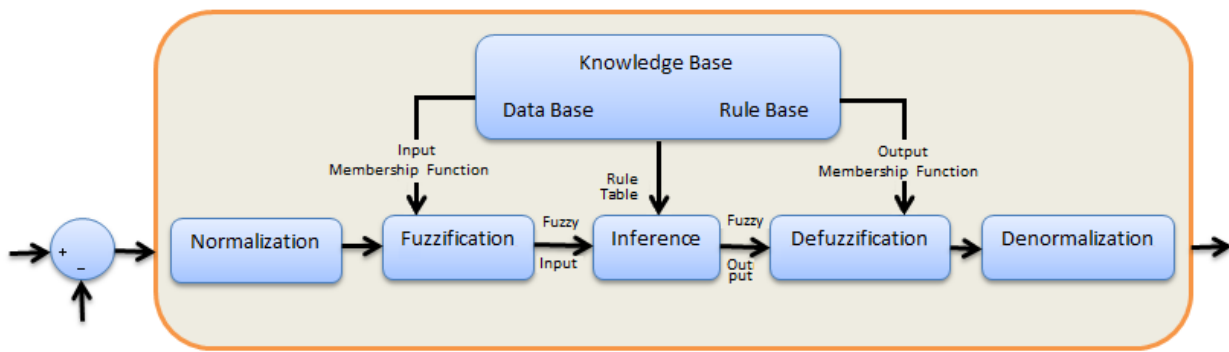 Knowledge Base
Data Base
Rule Base
Input
Membership Function
Rule
Table
Output
Membership Function
+
−
Normalization
Fuzzification
Fuzzy
Input
Inference
Fuzzy
Out
put
Defuzzification
Denormalization